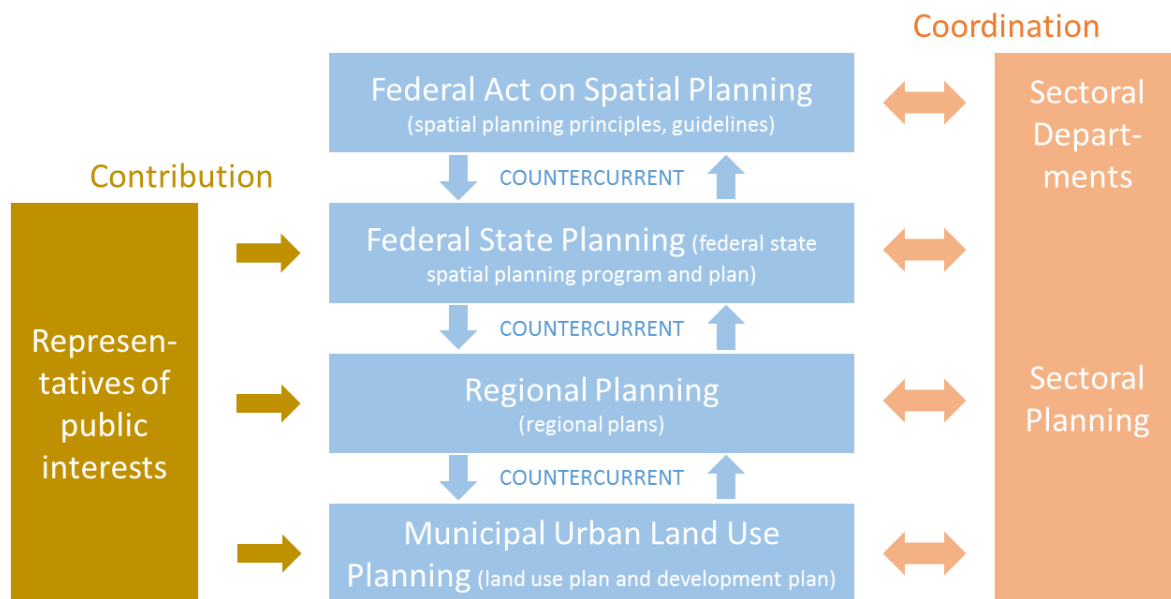 Coordination
Federal Act on Spatial Planning
(spatial planning principles, guidelines)
Sectoral
Depart-
ments
COUNTERCURRENT
Contribution
Federal State Planning (federal state
spatial planning program and plan)
COUNTERCURRENT
Represen-
tatives of
public
interests
Regional Planning
(regional plans)
Sectoral
Planning
COUNTERCURRENT
Municipal Urban Land Use
Planning (land use plan and development plan)